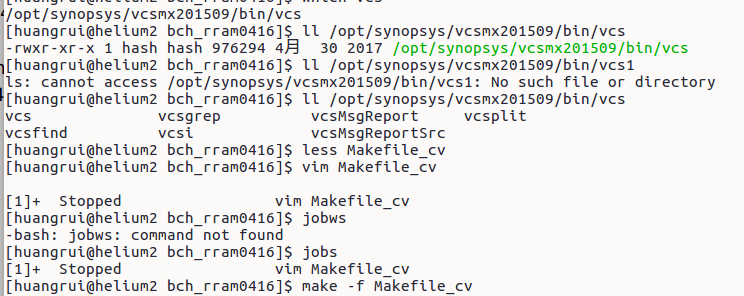 /opt/synopsys/vcsmx201509/bin/vcs
[huangrui@helium2 bch_rram0416]$ ll /opt/synopsys/vcsmx201509/bin/vcs
-rwxr-xr-x 1 hash hash 976294 4月  30 2017 /opt/synopsys/vcsmx201509/bin/vcs
[huangrui@helium2 bch_rram0416]$ ll /opt/synopsys/vcsmx201509/bin/vcs1
ls: cannot access /opt/synopsys/vcsmx201509/bin/vcs1: No such file or directory
[huangrui@helium2 bch_rram0416]$ ll /opt/synopsys/vcsmx201509/bin/vcs
vcs vcsgrep vcsMsgReport vcsplit
vcsfind vcsi vcsMsgReportSrc
[huangrui@helium2 bch_rram0416]$ less Makefile_cv
[huangrui@helium2 bch_rram0416]$ vim Makefile_cv
[1]+  Stopped vim Makefile_cv
[huangrui@helium2 bch_rram0416]$ jobws
-bash: jobws: command not found
[huangrui@helium2 bch_rram0416]$ jobs
[1]+  Stopped vim Makefile_cv
[huangrui@helium2 bch_rram0416]$ make -f Makefile_cv